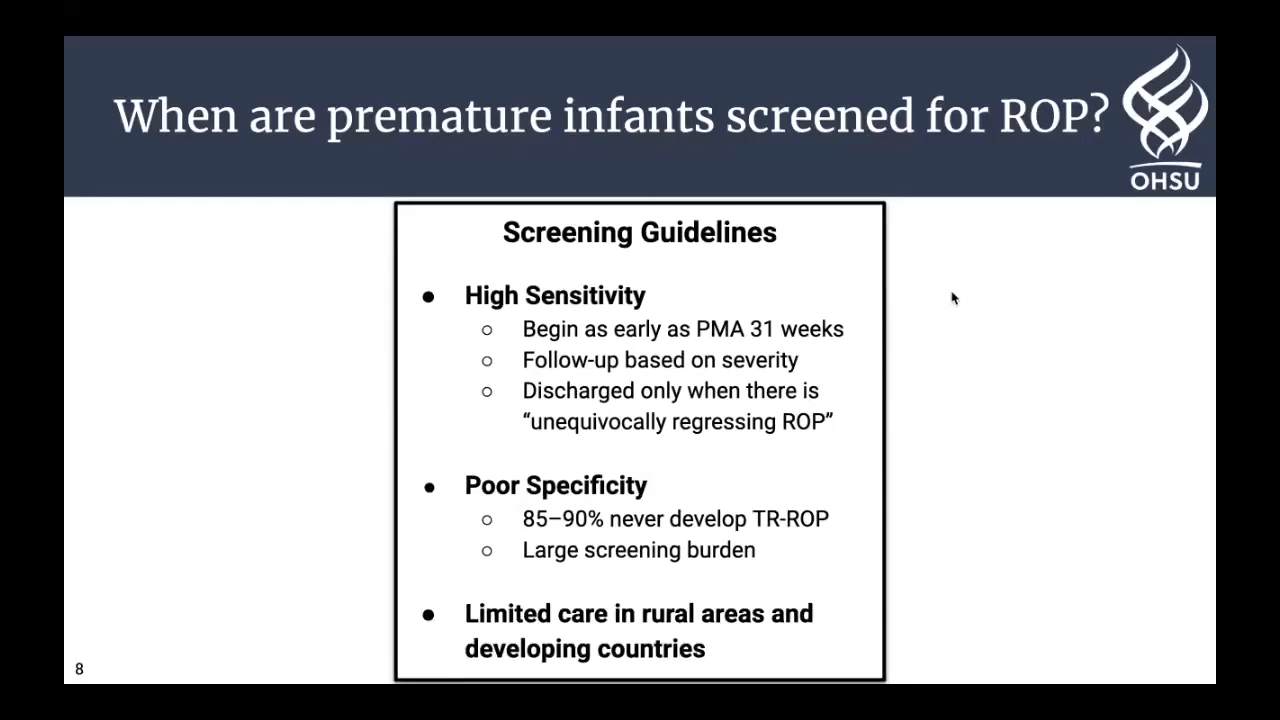 When are premature infants screened for ROP?
OHSU
Screening Guidelines
● High Sensitivity
○ Begin as early as PMA 31 weeks
○ Follow-up based on severity
○ Discharged only when there is
“unequivocally regressing ROP”
● Poor Specificity
○ 85–90% never develop TR-ROP
○ Large screening burden
● Limited care in rural areas and
developing countries
8